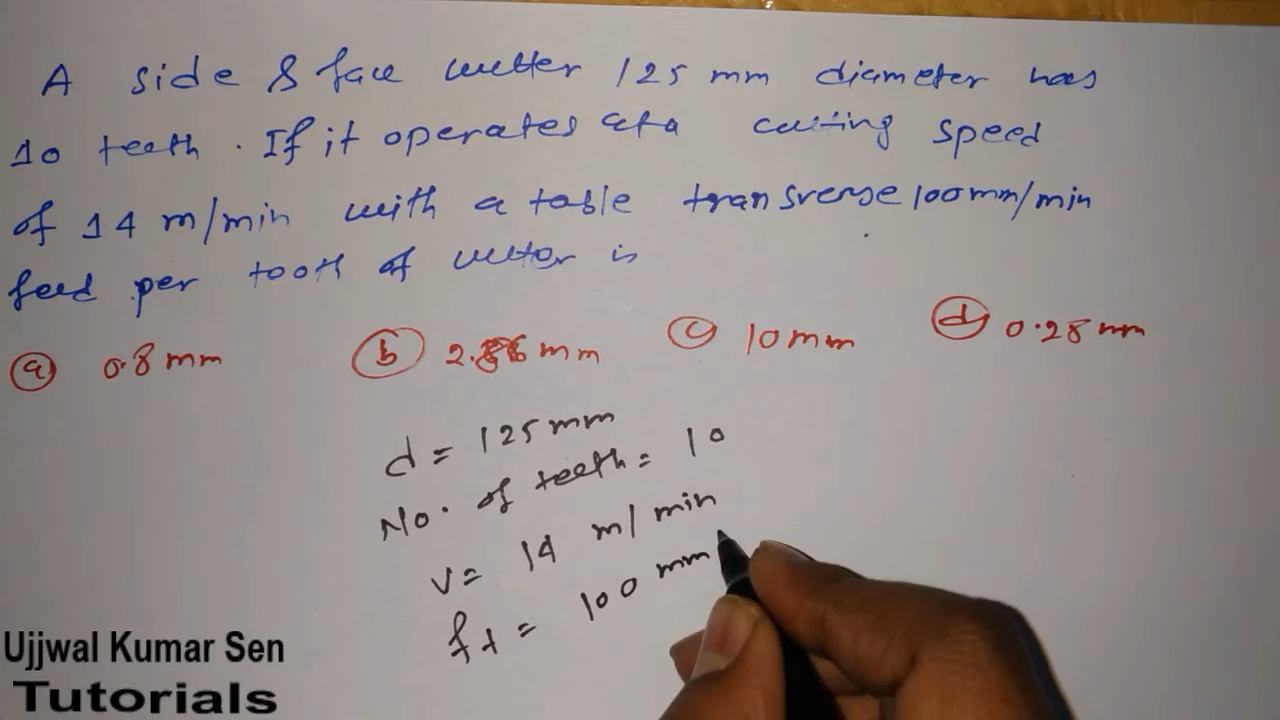 A side & face cutter 125 mm diameter has
10 teeth. If it operates at a cutting speed
of 14 m/min with a table transverse 100mm/min
feed per tooth of cutter is
(a) 0.8 mm (b) 2.86 mm (c) 10 mm (d) 0.28 mm
d = 125 mm
No. of teeth = 10
v = 14 m/min
ft = 100 mm
Ujjwal Kumar Sen
Tutorials